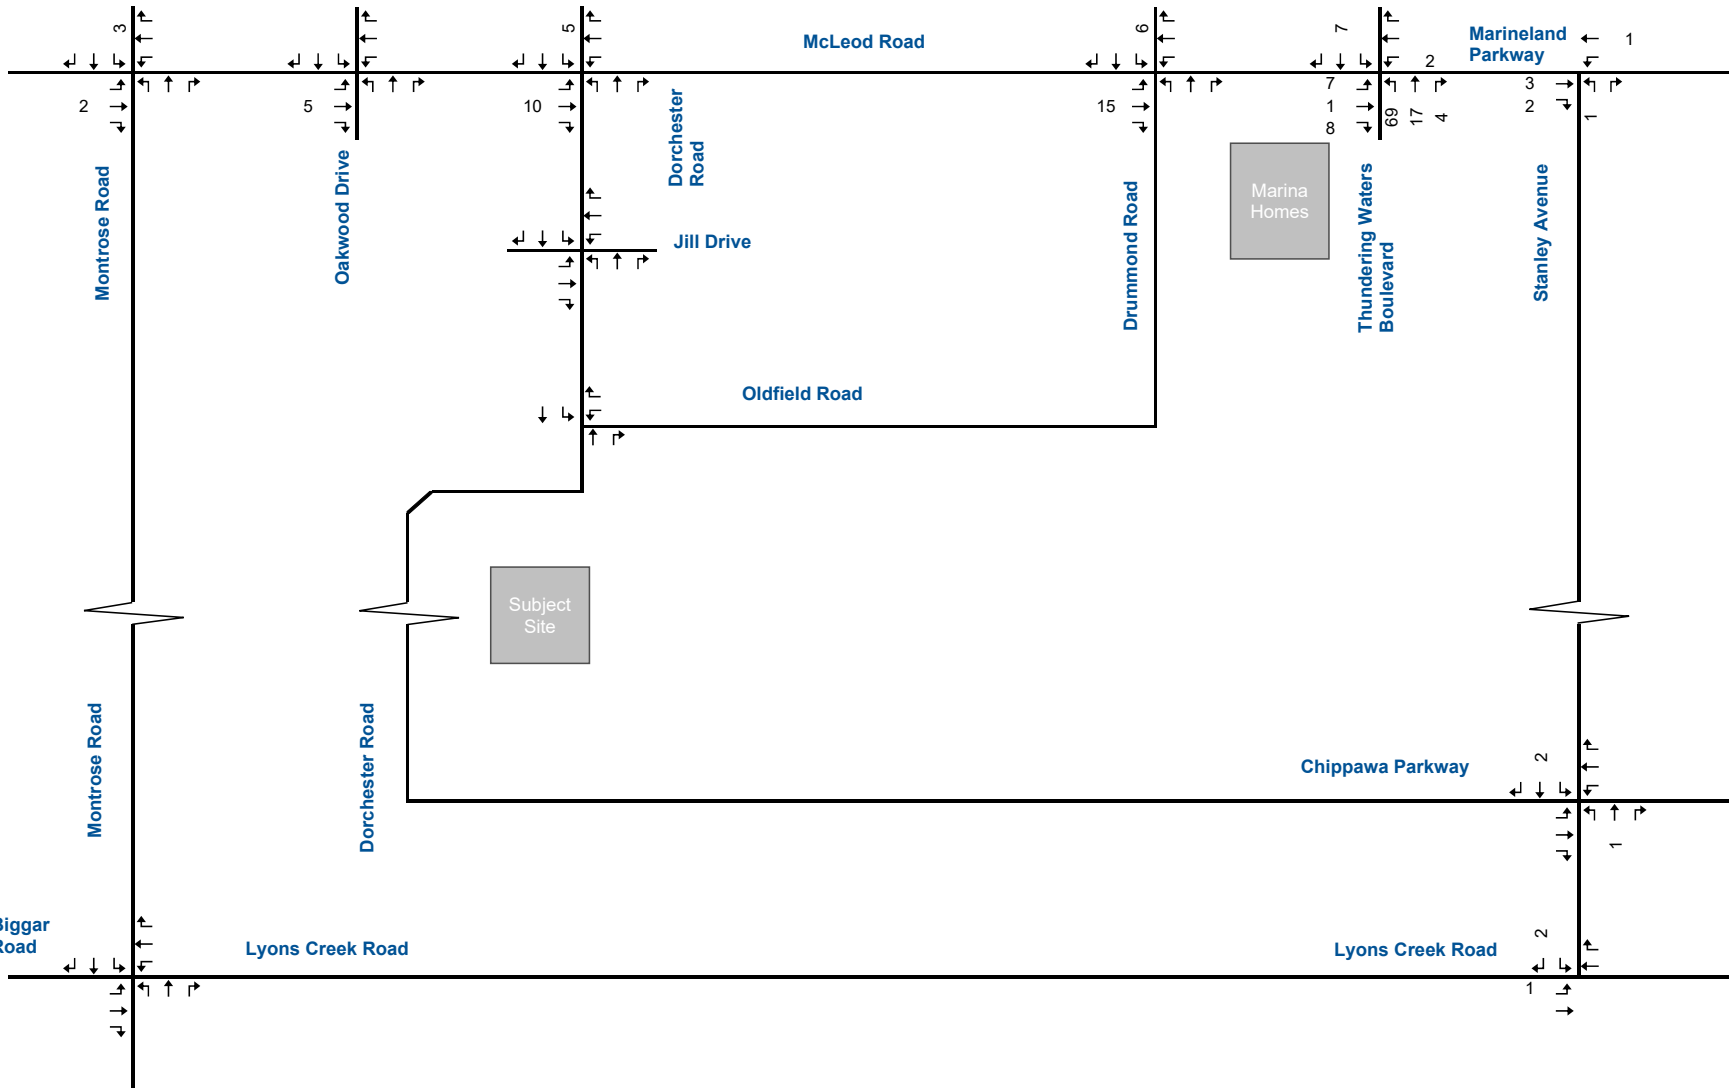 3
5
6
7
McLeod Road
Marineland
Parkway
1
2
2
5
10
15
7
1
8
69
17
4
3
2
1
Montrose Road
Oakwood Drive
Dorchester
Road
Drummond Road
Marina
Homes
Thundering Waters
Boulevard
Stanley Avenue
Jill Drive
Oldfield Road
Subject
Site
Montrose Road
Dorchester Road
Chippawa Parkway
2
1
Biggar
Road
Lyons Creek Road
Lyons Creek Road
2
1